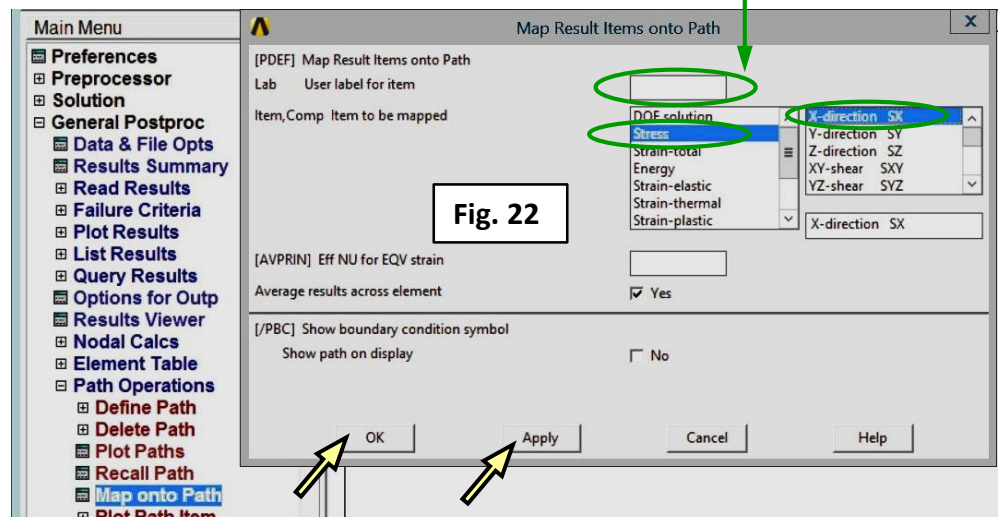 Main Menu
Preferences
Preprocessor
Solution
General Postproc
Data & File Opts
Results Summary
Read Results
Failure Criteria
Plot Results
List Results
Query Results
Options for Outp
Results Viewer
Nodal Calcs
Element Table
Path Operations
Define Path
Delete Path
Plot Paths
Recall Path
Map onto Path
Plot Path Item
Map Result Items onto Path
X
[PDEF] Map Result Items onto Path
Lab User label for item
Item,Comp Item to be mapped
DOF solution
Stress
Strain-total
Energy
Strain-elastic
Strain-thermal
Strain-plastic
X-direction SX
Y-direction SY
Z-direction SZ
XY-shear SXY
YZ-shear SYZ
X-direction SX
Fig. 22
[AVPRIN] Eff NU for EQV strain
Average results across element
Yes
[/PBC] Show boundary condition symbol
Show path on display
No
OK
Apply
Cancel
Help